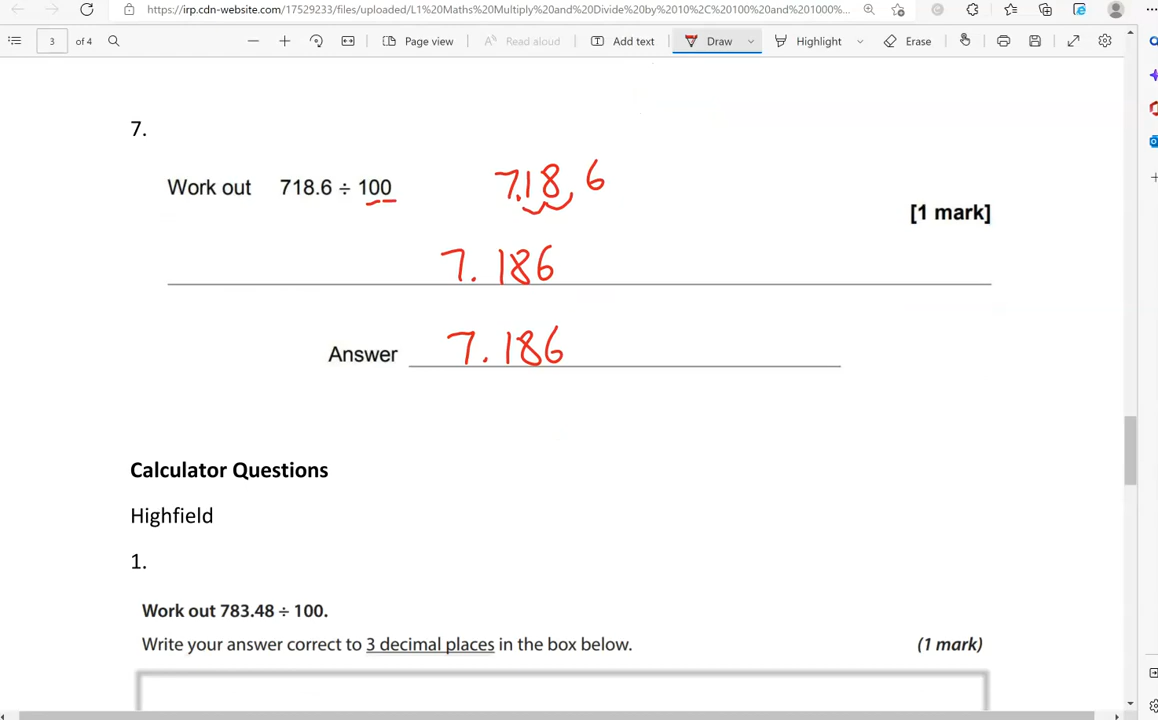 https://irp.cdn-website.com/17529233/files/uploaded/L1%20Maths%20Multiply%20and%20Divide%20by%2010%2C%20100%20and%201000%...
3 of 4 Page view Read aloud Add text Draw Highlight Erase
7.
Work out 718.6 ÷ 100 7.18,6
[1 mark]
7.186
Answer 7.186
Calculator Questions
Highfield
1.
Work out 783.48 ÷ 100.
Write your answer correct to 3 decimal places in the box below. (1 mark)